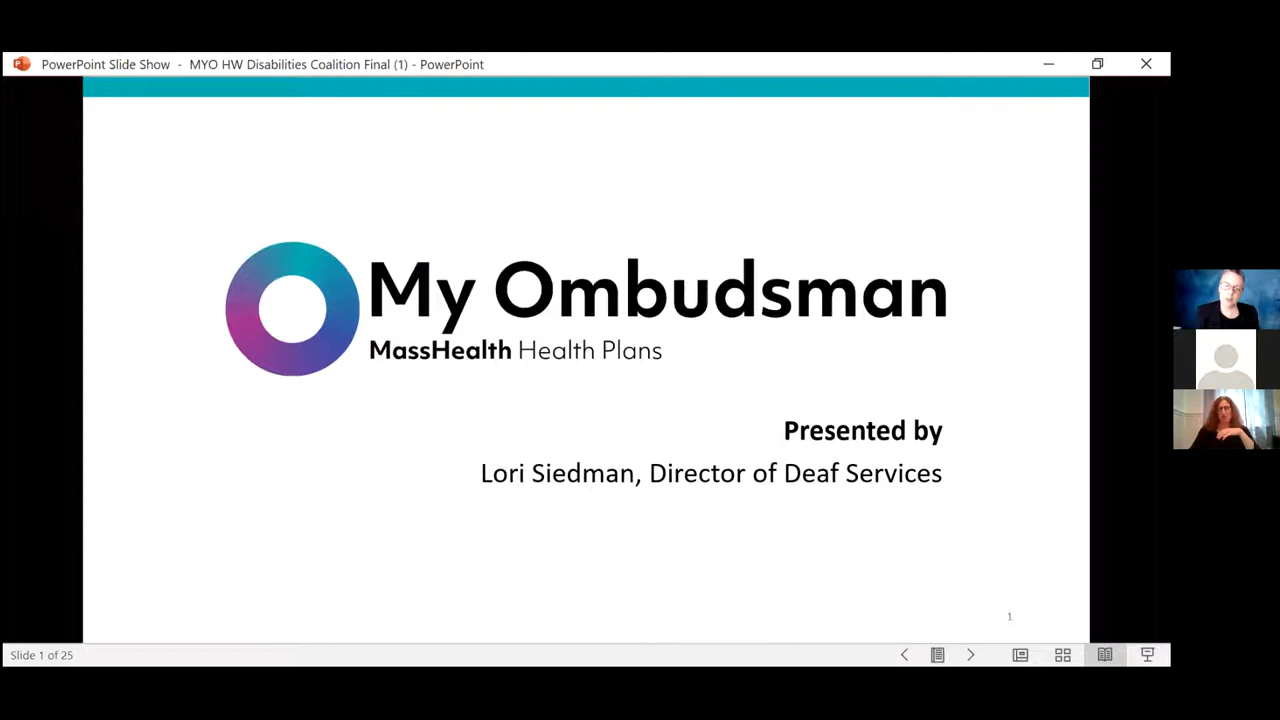 PowerPoint Slide Show - MYO HW Disabilities Coalition Final (1) - PowerPoint
My Ombudsman
MassHealth Health Plans
Presented by
Lori Siedman, Director of Deaf Services
1
Slide 1 of 25